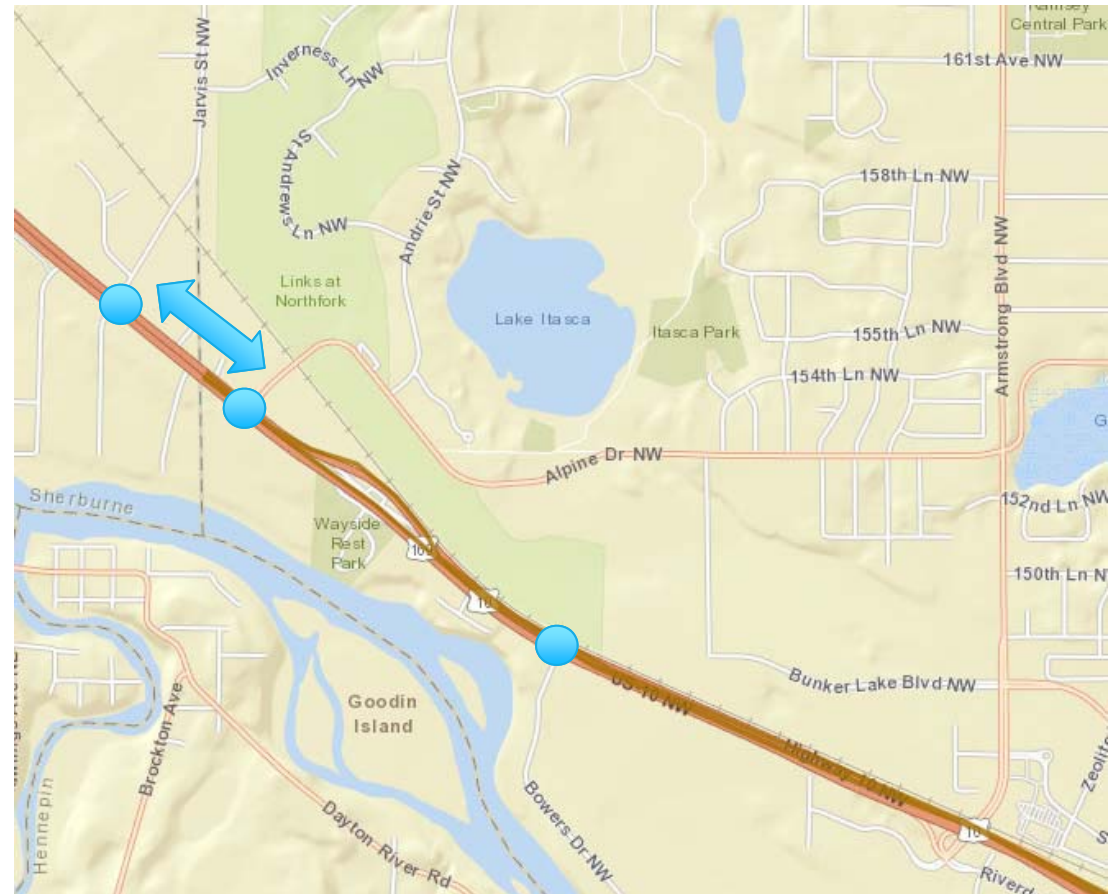 Ramsey
Central Park
161st Ave NW
Jarvis St NW
Inverness Ln NW
St Andrews Ln NW
Andrie St NW
158th Ln NW
Armstrong Blvd NW
Links at
Northfork
Lake Itasca
Itasca Park
155th Ln NW
154th Ln NW
G
Alpine Dr NW
152nd Ln NW
Sherburne
Wayside
Rest
Park
169
10
150th Ln N
US-10 NW
Bunker Lake Blvd NW
Goodin
Island
Brockton Ave
Highway 10 NW
Zeolite
Hennepin
Bowers Dr NW
Dayton River Rd
10
S
Riverd